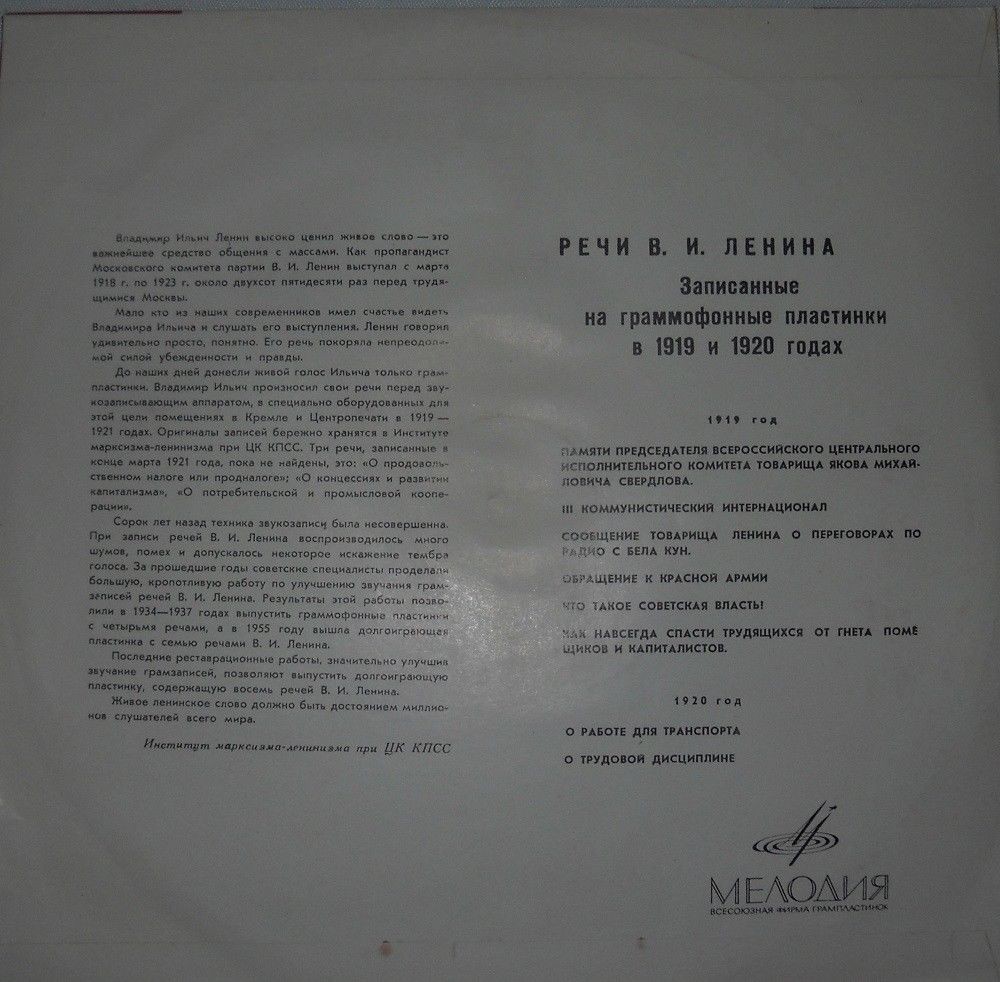 Владимир Ильич Ленин высоко ценил живое слово — это
важнейшее средство общения с массами. Как пропагандист
Московского комитета партии В. И. Ленин выступал с марта
1918 г. по 1923 г. около двухсот пятидесяти раз перед трудя-
щимися Москвы.
Мало кто из наших современников имел счастье видеть
Владимира Ильича и слушать его выступления. Ленин говорил
удивительно просто, понятно. Его речь покоряла непреодоли-
мой силой убежденности и правды.
До наших дней донесли живой голос Ильича только грам-
пластинки. Владимир Ильич произносил свои речи перед зву-
козаписывающим аппаратом, в специально оборудованных для
этой цели помещениях в Кремле и Центропечати в 1919 —
1921 годах. Оригиналы записей бережно хранятся в Институте
марксизма-ленинизма при ЦК КПСС. Три речи, записанные в
конце марта 1921 года, пока не найдены, это: «О продоволь-
ственном налоге или продналоге»; «О концессиях и развитии
капитализма», «О потребительской и промысловой коопе-
рации».
Сорок лет назад техника звукозаписи была несовершенна.
При записи речей В. И. Ленина воспроизводилось много
шумов, помех и допускалось некоторое искажение тембра
голоса. За прошедшие годы советские специалисты проделали
большую, кропотливую работу по улучшению звучания грам-
записей речей В. И. Ленина. Результаты этой работы позво-
лили в 1934—1937 годах выпустить граммофонные пластинки
с четырьмя речами, а в 1955 году вышла долгоиграющая
пластинка с семью речами В. И. Ленина.
Последние реставрационные работы, значительно улучшив
звучание грамзаписей, позволяют выпустить долгоиграющую
пластинку, содержащую восемь речей В. И. Ленина.
Живое ленинское слово должно быть достоянием миллио-
нов слушателей всего мира.
Институт марксизма-ленинизма при ЦК КПСС
РЕЧИ В. И. ЛЕНИНА
Записанные
на граммофонные пластинки
в 1919 и 1920 годах
1919 год
ПАМЯТИ ПРЕДСЕДАТЕЛЯ ВСЕРОССИЙСКОГО ЦЕНТРАЛЬНОГО
ИСПОЛНИТЕЛЬНОГО КОМИТЕТА ТОВАРИЩА ЯКОВА МИХАЙ-
ЛОВИЧА СВЕРДЛОВА.
III КОММУНИСТИЧЕСКИЙ ИНТЕРНАЦИОНАЛ
СООБЩЕНИЕ ТОВАРИЩА ЛЕНИНА О ПЕРЕГОВОРАХ ПО
РАДИО С БЕЛА КУН.
ОБРАЩЕНИЕ К КРАСНОЙ АРМИИ
ЧТО ТАКОЕ СОВЕТСКАЯ ВЛАСТЬ!
КАК НАВСЕГДА СПАСТИ ТРУДЯЩИХСЯ ОТ ГНЕТА ПОМЕ
ЩИКОВ И КАПИТАЛИСТОВ.
1920 год
О РАБОТЕ ДЛЯ ТРАНСПОРТА
О ТРУДОВОЙ ДИСЦИПЛИНЕ
МЕЛОДИЯ
ВСЕСОЮЗНАЯ ФИРМА ГРАМПЛАСТИНОК